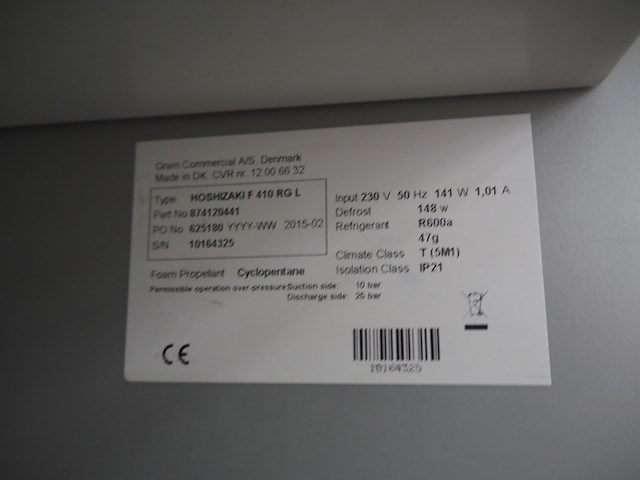 Gram Commercial A/S, Denmark
Made in DK. CVR nr. 12 00 66 32
Type HOSHIZAKI F 410 RG L
Part No 874120441
PO No 625180 YYYY-WW 2015-02
S/N 10164325
Input 230 V 50 Hz 141 W 1,01 A
Defrost 148 w
Refrigerant R600a
47g
Climate Class T (5M1)
Isolation Class IP21
Foam Propellant Cyclopentane
Permissible operation over-pressure: Suction side: 10 bar
Discharge side: 25 bar
CE
10164325